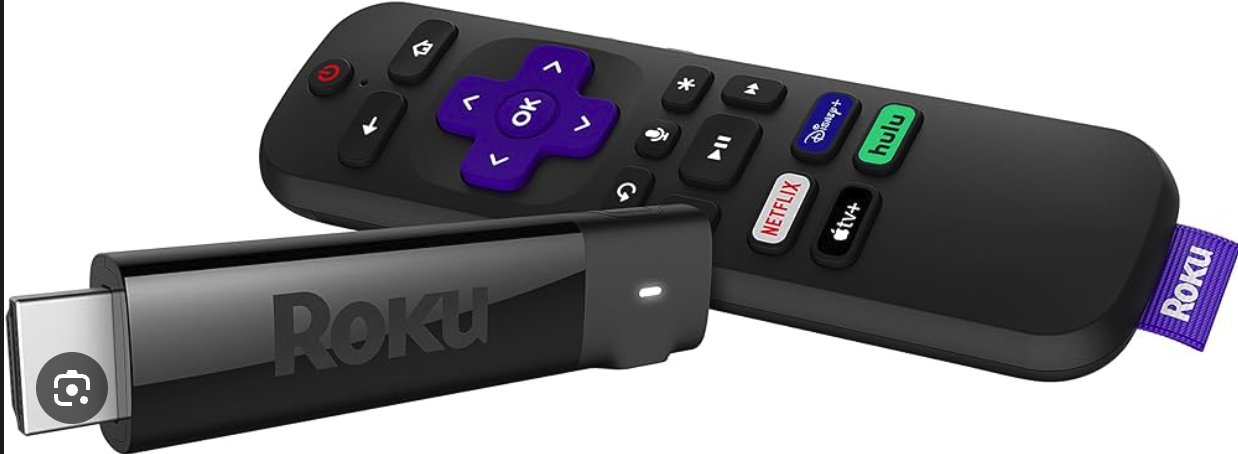 OK
*
Disney+
hulu
NETFLIX
tv+
ROKU
ROKU